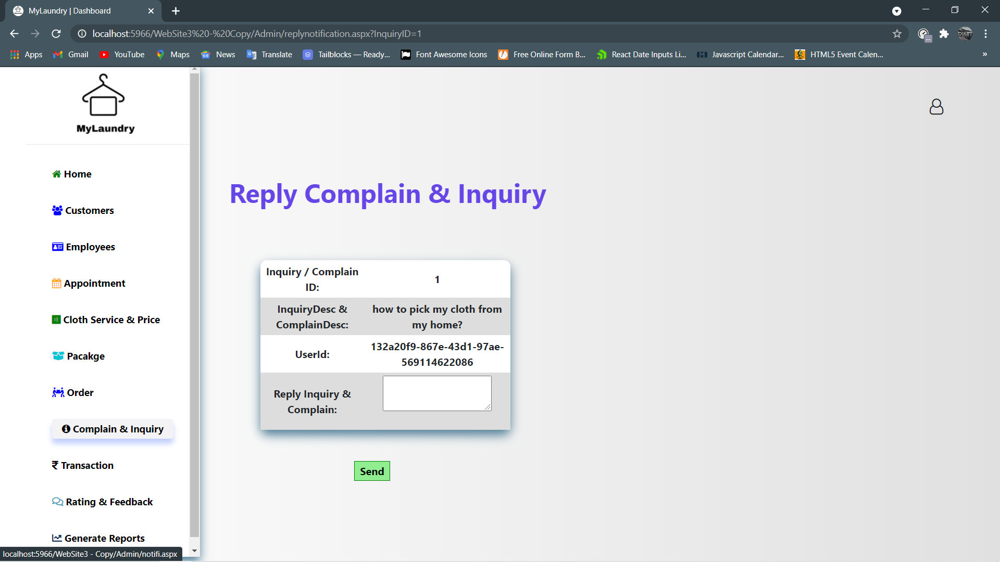 MyLaundry | Dashboard
localhost:5966/WebSite3%20-%20Copy/Admin/replynotification.aspx?InquiryID=1
Apps
Gmail
YouTube
Maps
News
Translate
Tailblocks — Ready...
Font Awesome Icons
Free Online Form B...
React Date Inputs Li...
Javascript Calendar...
HTML5 Event Calen...
»
MyLaundry
Home
Customers
Employees
Appointment
Cloth Service & Price
Pacakge
Order
Complain & Inquiry
₹ Transaction
Rating & Feedback
Generate Reports
Reply Complain & Inquiry
Inquiry / Complain
ID:
1
InquiryDesc &
ComplainDesc:
how to pick my cloth from
my home?
UserId:
132a20f9-867e-43d1-97ae-
569114622086
Reply Inquiry &
Complain:
Send
localhost:5966/WebSite3 - Copy/Admin/notifi.aspx